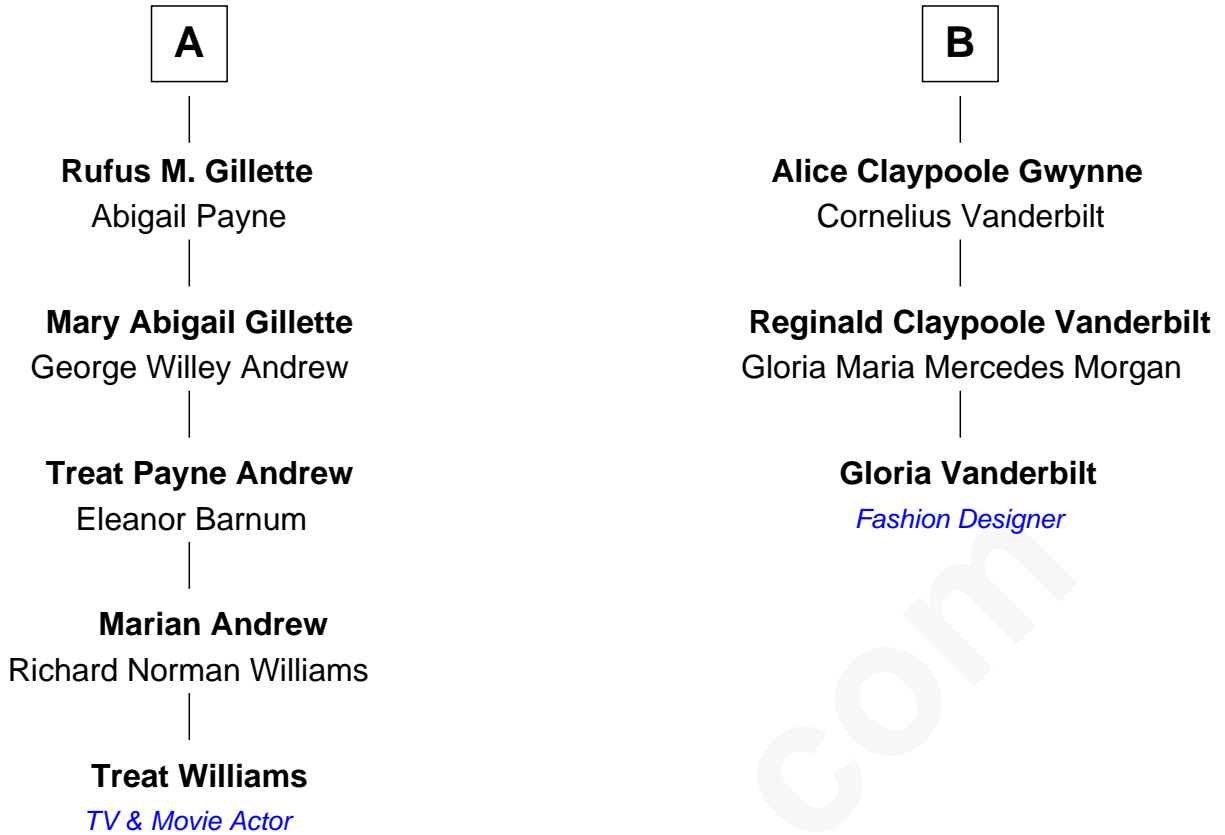 A
Rufus M. Gillette
Abigail Payne
Mary Abigail Gillette
George Willey Andrew
Treat Payne Andrew
Eleanor Barnum
Marian Andrew
Richard Norman Williams
Treat Williams
TV & Movie Actor
B
Alice Claypoole Gwynne
Cornelius Vanderbilt
Reginald Claypoole Vanderbilt
Gloria Maria Mercedes Morgan
Gloria Vanderbilt
Fashion Designer
com